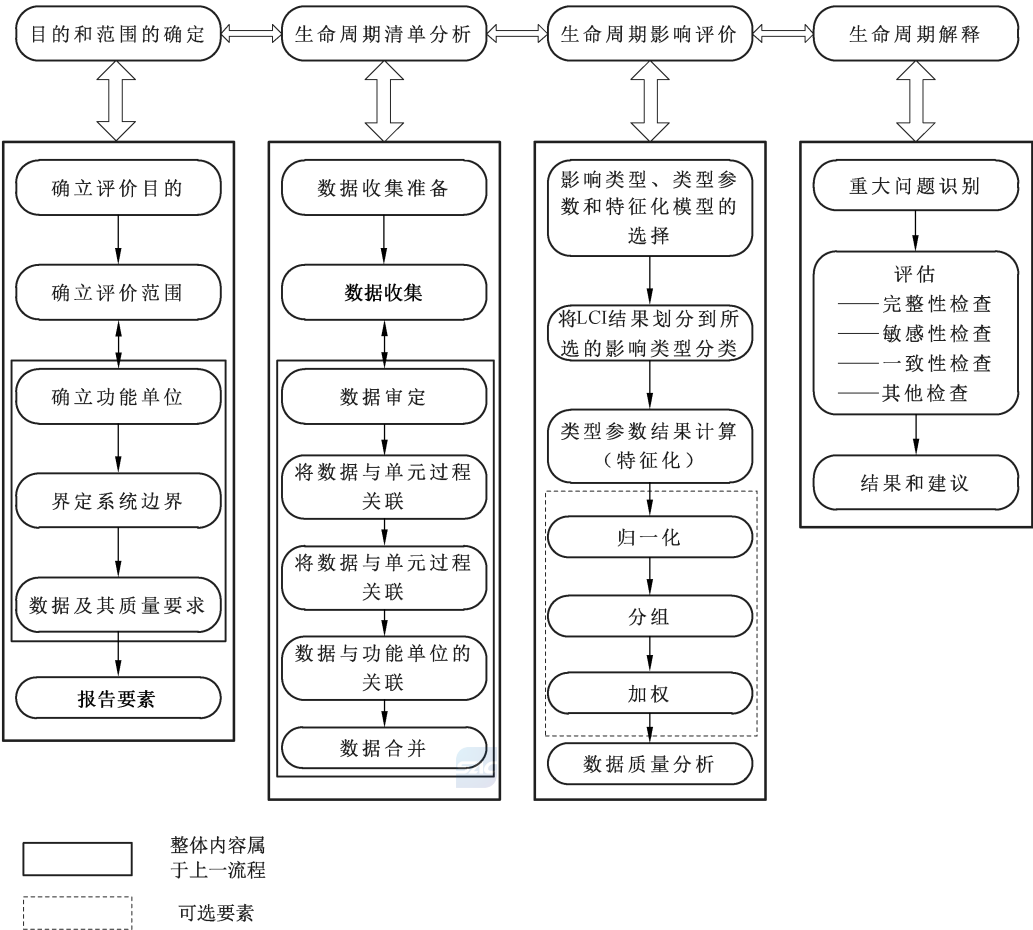 目的和范围的确定
生命周期清单分析
生命周期影响评价
生命周期解释
确立评价目的
确立评价范围
确立功能单位
界定系统边界
数据及其质量要求
报告要素
数据收集准备
数据收集
数据审定
将数据与单元过程
关联
将数据与单元过程
关联
数据与功能单位的
关联
数据合并
影响类型、类型参
数和特征化模型的
选择
将LCI结果划分到所
选的影响类型分类
类型参数结果计算
（特征化）
归一化
分组
加权
数据质量分析
重大问题识别
评估
——完整性检查
——敏感性检查
——一致性检查
——其他检查
结果和建议
整体内容属
于上一流程
可选要素